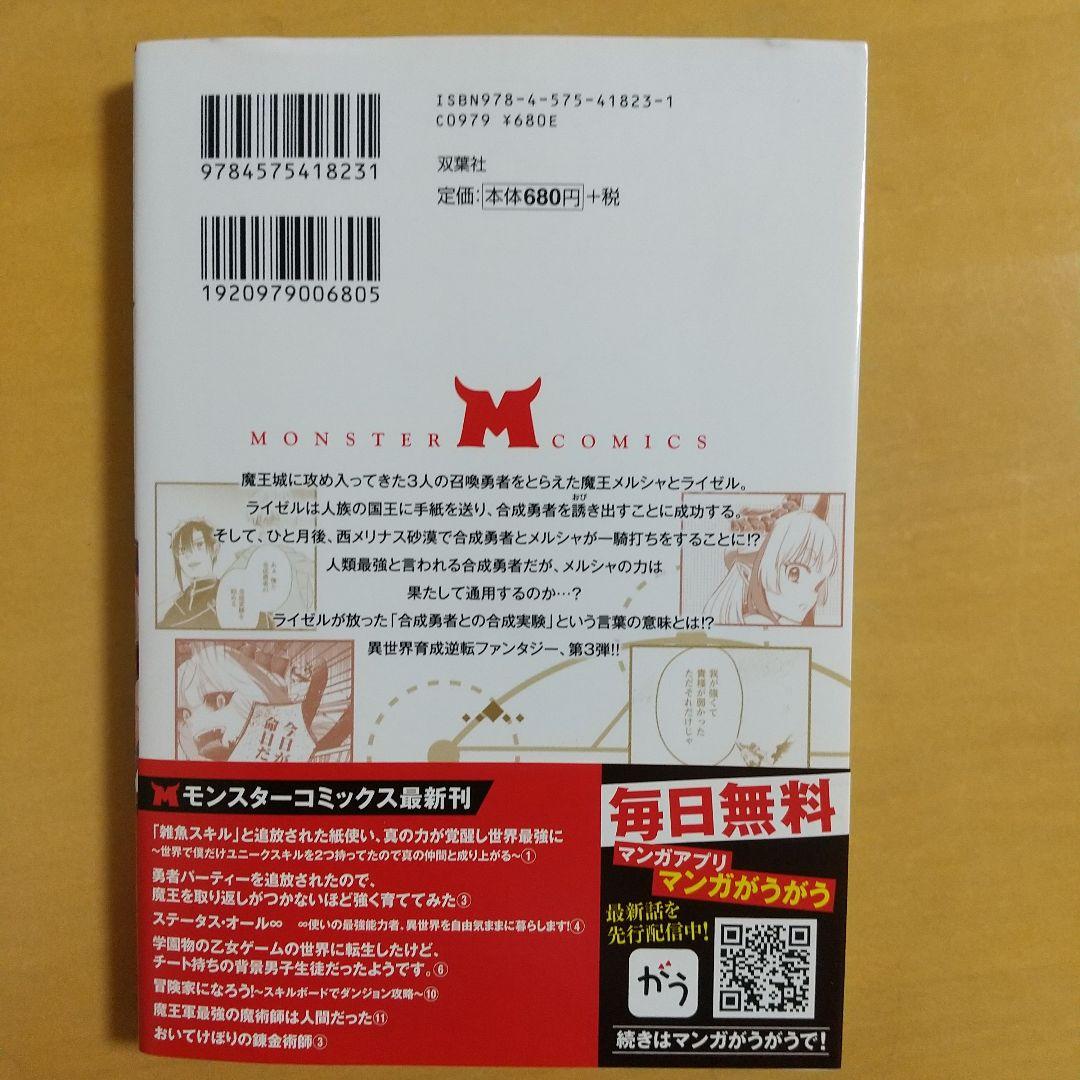 ISBN978-4-575-41823-1
C0979 ¥680E
9784575418231
双葉社
定価:本体680円+税
1920979006805
MONSTER M COMICS
魔王城に攻め入ってきた3人の召喚勇者をとらえた魔王メルシャとライゼル。
おび
ライゼルは人族の国王に手紙を送り、合成勇者を誘き出すことに成功する。
そして、ひと月後、西メリナス砂漠で合成勇者とメルシャが一騎打ちをすることに!?
人類最強と言われる合成勇者だが、メルシャの力は
果たして通用するのか…?
ライゼルが放った「合成勇者との合成実験」という言葉の意味とは!?
異世界育成逆転ファンタジー、第3弾!!
我が強くて
貴様が弱かった
ただそれだけじゃ
今日が
命日だ
Mモンスターコミックス最新刊
「雑魚スキル」と追放された紙使い、真の力が覚醒し世界最強に
~世界で僕だけユニークスキルを2つ持ってたので真の仲間と成り上がる~①
勇者パーティーを追放されたので、
魔王を取り返しがつかないほど強く育ててみた③
ステータス・オール∞ ∞使いの最強能力者、異世界を自由気ままに暮らします!④
学園物の乙女ゲームの世界に転生したけど、
チート持ちの背景男子生徒だったようです。⑥
冒険家になろう!~スキルボードでダンジョン攻略~⑩
魔王軍最強の魔術師は人間だった⑪
おいてけぼりの錬金術師③
毎日無料
マンガアプリ
マンガがうがう
最新話を
先行配信中!
がう
続きはマンガがうがうで!